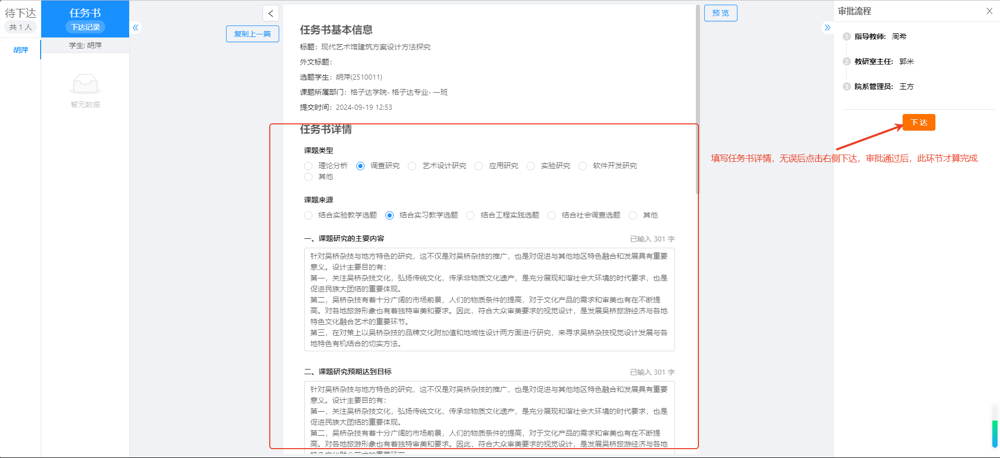 待下达
共 1 人
胡萍
任务书
下达记录
学生: 胡萍
暂无数据
复制上一篇
任务书基本信息
标题：现代艺术馆建筑方案设计方法探究
外文标题：
选题学生：胡萍(2510011)
课题所属部门：格子达学院- 格子达专业- 一班
提交时间：2024-09-19 12:53
任务书详情
课题类型
理论分析 调查研究 艺术设计研究 应用研究 实验研究 软件开发研究
其他
课题来源
结合实验教学选题 结合实习教学选题 结合工程实践选题 结合社会调查选题 其他
一、课题研究的主要内容 已输入 301 字
针对吴桥杂技与地方特色的研究，这不仅是对吴桥杂技的推广，也是对促进与其他地区特色融合和发展具有重要
意义。设计主要目的有：
第一，关注吴桥杂技文化，弘扬传统文化，传承非物质文化遗产，是充分展现和谐社会大环境的时代要求，也是
促进民族大团结的重要体现。
第二，吴桥杂技有着十分广阔的市场前景，人们的物质条件的提高，对于文化产品的需求和审美也有在不断提
高。对各地旅游形象也有着独特审美和要求。因此，符合大众审美要求的视觉设计，是发展吴桥旅游经济与各地
特色文化融合艺术的重要环节。
第三，在对策上以吴桥杂技的品牌文化附加值和地域性设计两方面进行研究，来寻求吴桥杂技视觉设计发展与各
地特色有机结合的切实方法。
二、课题研究预期达到目标 已输入 301 字
针对吴桥杂技与地方特色的研究，这不仅是对吴桥杂技的推广，也是对促进与其他地区特色融合和发展具有重要
意义。设计主要目的有：
第一，关注吴桥杂技文化，弘扬传统文化，传承非物质文化遗产，是充分展现和谐社会大环境的时代要求，也是
促进民族大团结的重要体现。
第二，吴桥杂技有着十分广阔的市场前景，人们的物质条件的提高，对于文化产品的需求和审美也有在不断提
高。对各地旅游形象也有着独特审美和要求。因此，符合大众审美要求的视觉设计，是发展吴桥旅游经济与各地
预 览
审批流程
1 指导教师： 周希
2 教研室主任： 郭米
3 院系管理员： 王方
下 达
填写任务书详情，无误后点击右侧下达，审批通过后，此环节才算完成